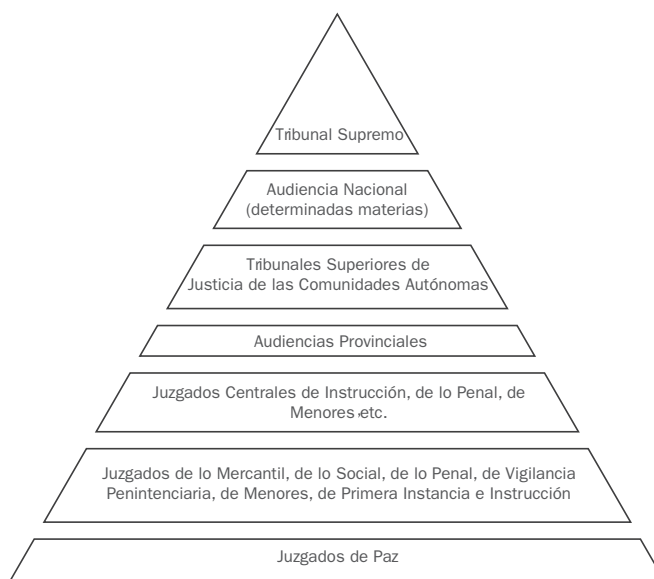 Tribunal Supremo
Audiencia Nacional
(determinadas materias)
Tribunales Superiores de
Justicia de las Comunidades Autónomas
Audiencias Provinciales
Juzgados Centrales de Instrucción, de lo Penal, de
Menores, etc.
Juzgados de lo Mercantil, de lo Social, de lo Penal, de Vigilancia
Penintenciaria, de Menores, de Primera Instancia e Instrucción
Juzgados de Paz